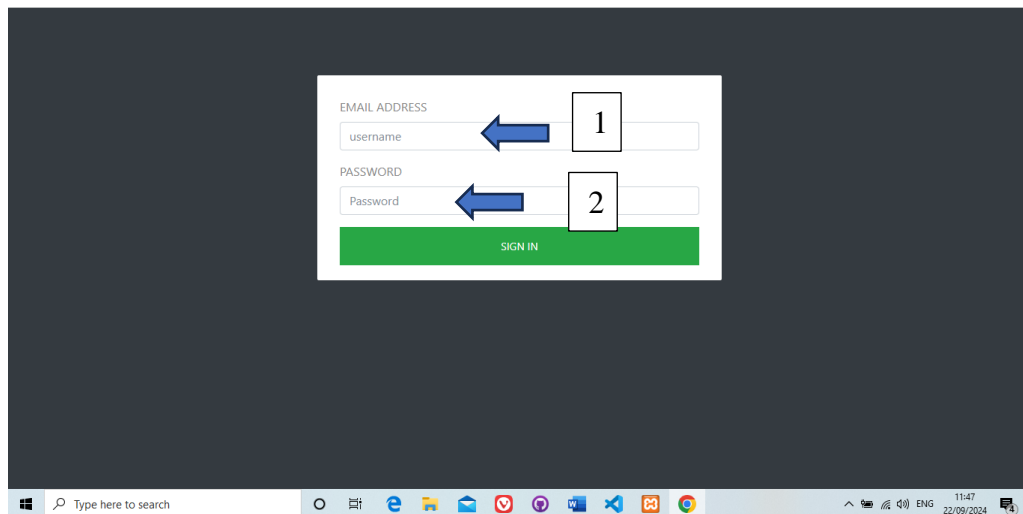 EMAIL ADDRESS
username
1
PASSWORD
Password
2
SIGN IN
Type here to search
ENG
11:47
22/09/2024
4